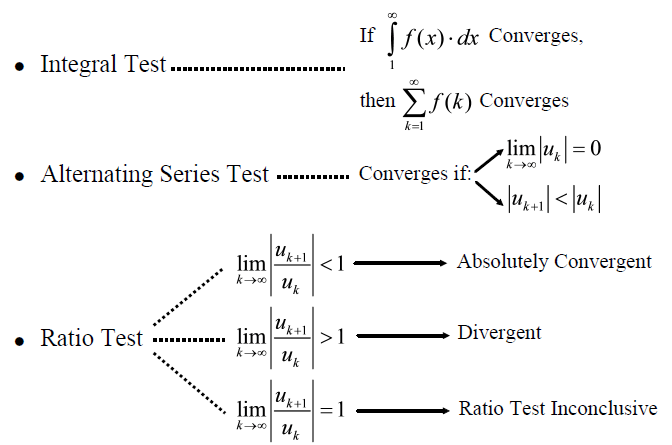 If ∫₁^∞ f(x)·dx Converges,
• Integral Test
then ∑_{k=1}^∞ f(k) Converges
• Alternating Series Test Converges if: lim_{k→∞} |u_k| = 0
|u_{k+1}| < |u_k|
lim_{k→∞} |u_{k+1}/u_k| < 1 Absolutely Convergent
• Ratio Test lim_{k→∞} |u_{k+1}/u_k| > 1 Divergent
lim_{k→∞} |u_{k+1}/u_k| = 1 Ratio Test Inconclusive